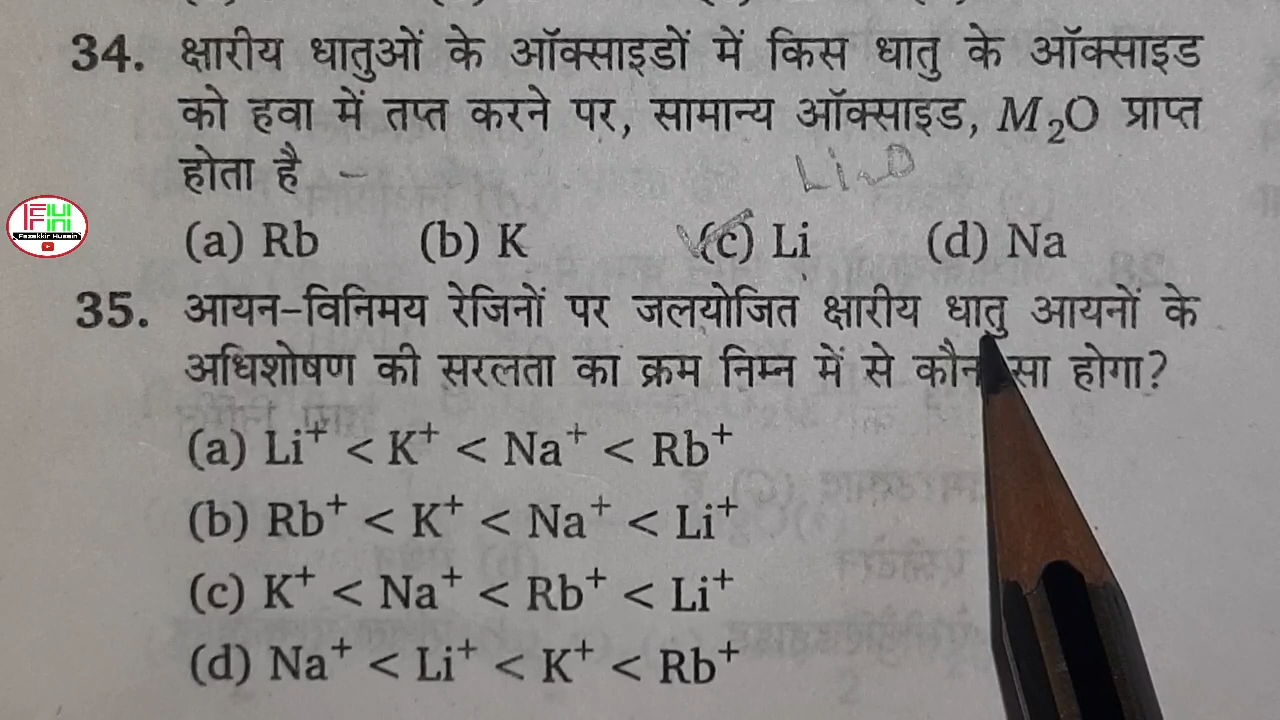 34. क्षारीय धातुओं के ऑक्साइडों में किस धातु के ऑक्साइड
को हवा में तप्त करने पर, सामान्य ऑक्साइड, M₂O प्राप्त
होता है –
Li₂O
(a) Rb (b) K (c) Li (d) Na
Fazakkir Husain
35. आयन-विनिमय रेजिनों पर जलयोजित क्षारीय धातु आयनों के
अधिशोषण की सरलता का क्रम निम्न में से कौन सा होगा?
(a) Li⁺ < K⁺ < Na⁺ < Rb⁺
(b) Rb⁺ < K⁺ < Na⁺ < Li⁺
(c) K⁺ < Na⁺ < Rb⁺ < Li⁺
(d) Na⁺ < Li⁺ < K⁺ < Rb⁺